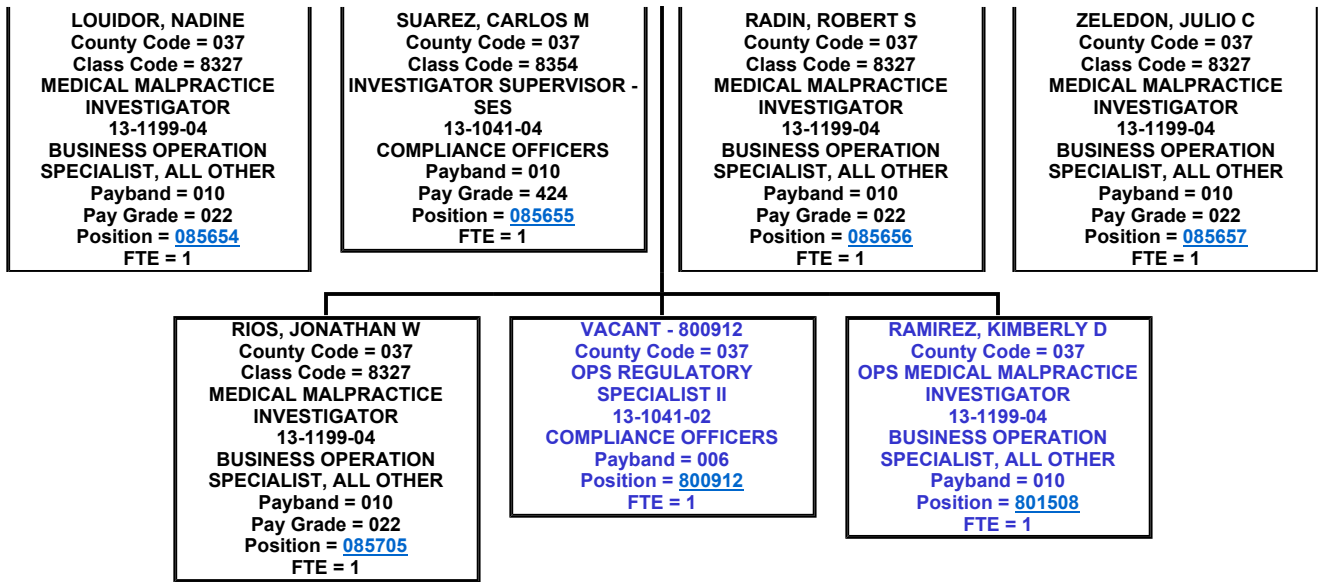 LOUIDOR, NADINE
County Code = 037
Class Code = 8327
MEDICAL MALPRACTICE
INVESTIGATOR
13-1199-04
BUSINESS OPERATION
SPECIALIST, ALL OTHER
Payband = 010
Pay Grade = 022
Position = 085654
FTE = 1
SUAREZ, CARLOS M
County Code = 037
Class Code = 8354
INVESTIGATOR SUPERVISOR -
SES
13-1041-04
COMPLIANCE OFFICERS
Payband = 010
Pay Grade = 424
Position = 085655
FTE = 1
RADIN, ROBERT S
County Code = 037
Class Code = 8327
MEDICAL MALPRACTICE
INVESTIGATOR
13-1199-04
BUSINESS OPERATION
SPECIALIST, ALL OTHER
Payband = 010
Pay Grade = 022
Position = 085656
FTE = 1
ZELEDON, JULIO C
County Code = 037
Class Code = 8327
MEDICAL MALPRACTICE
INVESTIGATOR
13-1199-04
BUSINESS OPERATION
SPECIALIST, ALL OTHER
Payband = 010
Pay Grade = 022
Position = 085657
FTE = 1
RIOS, JONATHAN W
County Code = 037
Class Code = 8327
MEDICAL MALPRACTICE
INVESTIGATOR
13-1199-04
BUSINESS OPERATION
SPECIALIST, ALL OTHER
Payband = 010
Pay Grade = 022
Position = 085705
FTE = 1
VACANT - 800912
County Code = 037
OPS REGULATORY
SPECIALIST II
13-1041-02
COMPLIANCE OFFICERS
Payband = 006
Position = 800912
FTE = 1
RAMIREZ, KIMBERLY D
County Code = 037
OPS MEDICAL MALPRACTICE
INVESTIGATOR
13-1199-04
BUSINESS OPERATION
SPECIALIST, ALL OTHER
Payband = 010
Position = 801508
FTE = 1